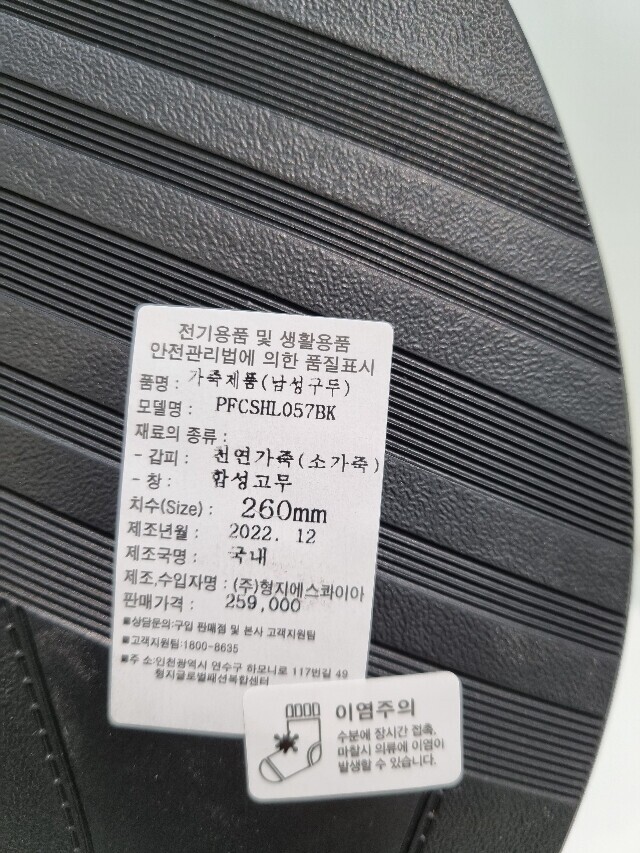 전기용품 및 생활용품
안전관리법에 의한 품질표시
품명 : 가죽제품(남성구두)
모델명 : PFCSHL057BK
재료의 종류 :
- 갑피 : 천연가죽(소가죽)
- 창 : 합성고무
치수(Size) : 260mm
제조년월 : 2022. 12
제조국명 : 국내
제조,수입자명 : (주)형지에스콰이아
판매가격 : 259,000
■상담문의:구입 판매점 및 본사 고객지원팀
■고객지원팀:1800-8635
■주 소:인천광역시 연수구 하모니로 117번길 49
형지글로벌패션복합센터
이염주의
수분에 장시간 접촉,
마찰시 의류에 이염이
발생할 수 있습니다.